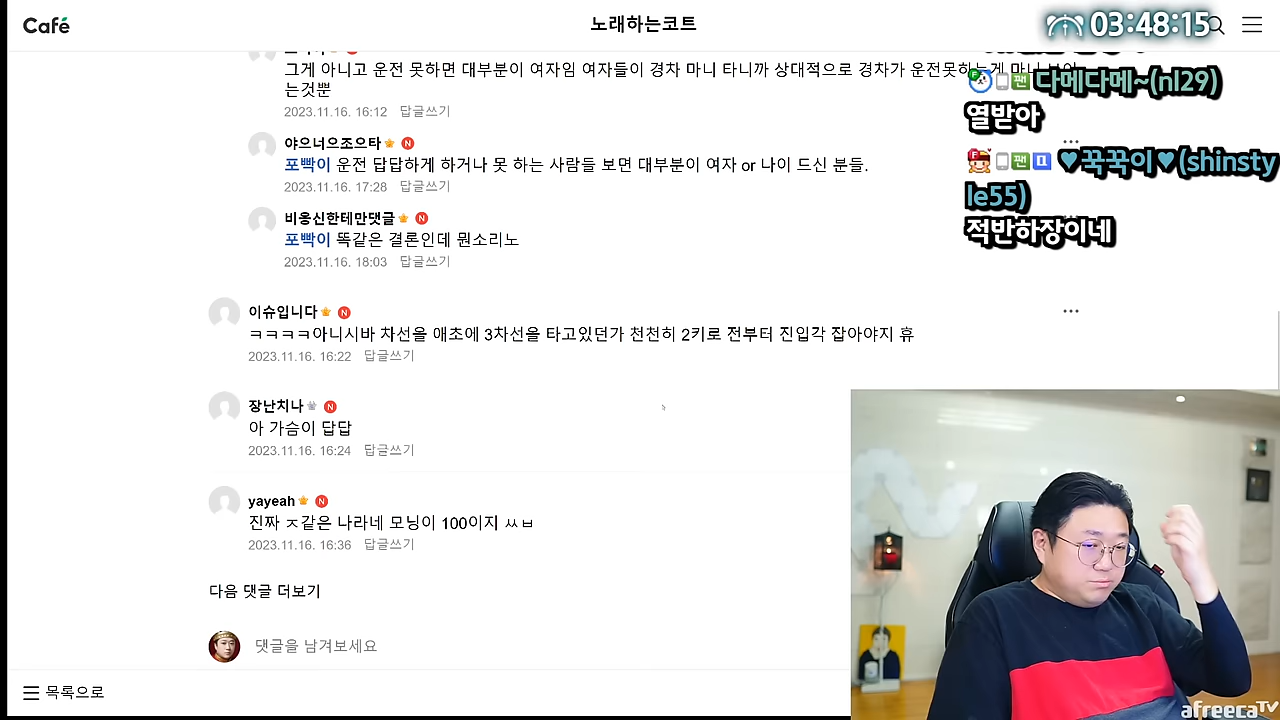 Café
노래하는코트
03:48:15
그게 아니고 운전 못하면 대부분이 여자임 여자들이 경차 마니 타니까 상대적으로 경차가 운전못하는게 마니
는것뿐
2023.11.16. 16:12 답글쓰기
야으너으조으타 N
포빡이 운전 답답하게 하거나 못 하는 사람들 보면 대부분이 여자 or 나이 드신 분들.
2023.11.16. 17:28 답글쓰기
비웅신한테만댓글 N
포빡이 똑같은 결론인데 뭔소리노
2023.11.16. 18:03 답글쓰기
이슈입니다 N
ㅋㅋㅋㅋ아니시바 차선을 애초에 3차선을 타고있던가 천천히 2키로 전부터 진입각 잡아야지 휴
2023.11.16. 16:22 답글쓰기
장난치나 N
아 가슴이 답답
2023.11.16. 16:24 답글쓰기
yayeah N
진짜 ㅈ같은 나라네 모닝이 100이지 ㅆㅂ
2023.11.16. 16:36 답글쓰기
다음 댓글 더보기
댓글을 남겨보세요
목록으로
F 팬 다메다메~(nl29)
열받아
F 팬 ♥꾹꾹이♥(shinsty
le55)
적반하장이네
afreecaTV